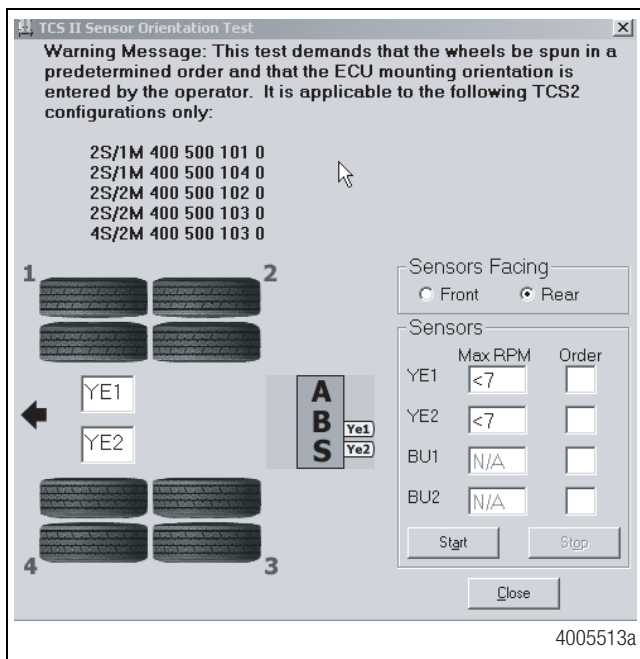 TCS II Sensor Orientation Test
Warning Message: This test demands that the wheels be spun in a
predetermined order and that the ECU mounting orientation is
entered by the operator. It is applicable to the following TCS2
configurations only:
2S/1M 400 500 101 0
2S/1M 400 500 104 0
2S/2M 400 500 102 0
2S/2M 400 500 103 0
4S/2M 400 500 103 0
1
2
YE1
YE2
A
B
S
Ye1
Ye2
4
3
Sensors Facing
Front Rear
Sensors
Max RPM Order
YE1 <7
YE2 <7
BU1 N/A
BU2 N/A
Start Stop
Close
4005513a